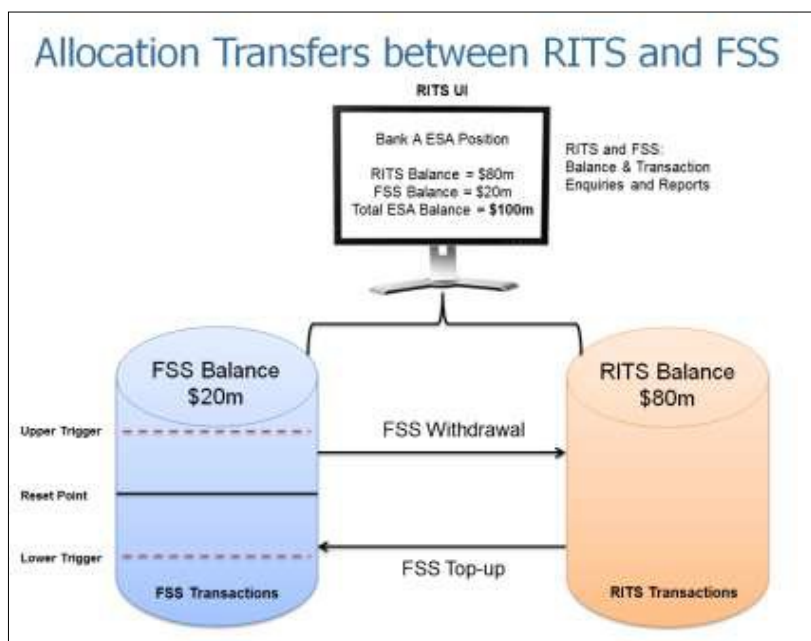 Allocation Transfers between RITS and FSS
RITS UI
Bank A ESA Position
RITS Balance = $80m
FSS Balance = $20m
Total ESA Balance = $100m
RITS and FSS:
Balance & Transaction
Enquiries and Reports
FSS Balance
$20m
RITS Balance
$80m
Upper Trigger
FSS Withdrawal
Reset Point
Lower Trigger
FSS Top-up
FSS Transactions
RITS Transactions